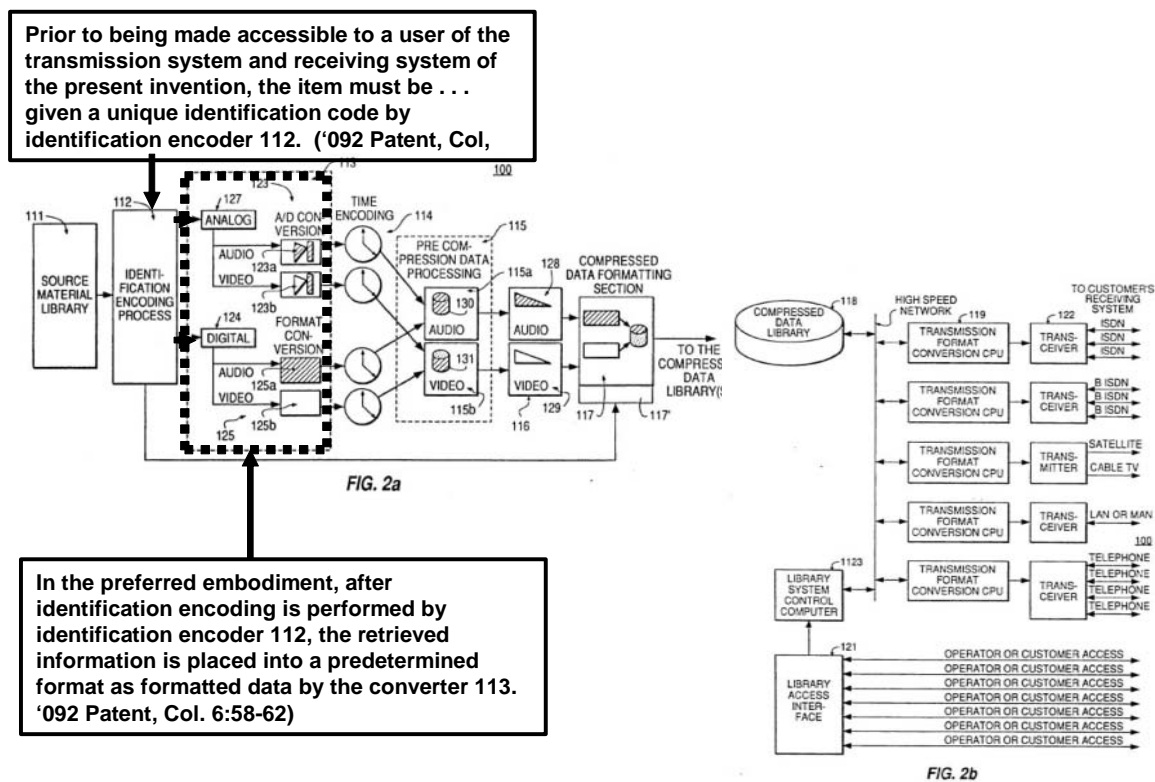 Prior to being made accessible to a user of the
transmission system and receiving system of
the present invention, the item must be . . .
given a unique identification code by
identification encoder 112. (‘092 Patent, Col,
113
100
111
SOURCE
MATERIAL
LIBRARY
112
IDENTI-
FICATION
ENCODING
PROCESS
127
ANALOG
123
A/D CON-
VERSION
AUDIO
123a
VIDEO
123b
124
DIGITAL
FORMAT
CON-
VERSION
AUDIO
125a
VIDEO
125b
125
TIME
ENCODING
114
115
PRE COM-
PRESSION DATA
PROCESSING
115a
130
AUDIO
131
VIDEO
115b
128
AUDIO
VIDEO
129
116
COMPRESSED
DATA FORMATTING
SECTION
117
117'
TO THE
COMPRESSED
DATA
LIBRARY(S
FIG. 2a
In the preferred embodiment, after
identification encoding is performed by
identification encoder 112, the retrieved
information is placed into a predetermined
format as formatted data by the converter 113.
‘092 Patent, Col. 6:58-62)
118
COMPRESSED
DATA
LIBRARY
HIGH SPEED
NETWORK
119
TRANSMISSION
FORMAT
CONVERSION CPU
122
TRANS-
CEIVER
TO CUSTOMER'S
RECEIVING
SYSTEM
ISDN
ISDN
ISDN
TRANSMISSION
FORMAT
CONVERSION CPU
TRANS-
CEIVER
B ISDN
B ISDN
B ISDN
TRANSMISSION
FORMAT
CONVERSION CPU
TRANS-
MITTER
SATELLITE
CABLE TV
TRANSMISSION
FORMAT
CONVERSION CPU
TRANS-
CEIVER
LAN OR MAN
100
TRANSMISSION
FORMAT
CONVERSION CPU
TRANS-
CEIVER
TELEPHONE
TELEPHONE
TELEPHONE
TELEPHONE
1123
LIBRARY
SYSTEM
CONTROL
COMPUTER
121
LIBRARY
ACCESS
INTER-
FACE
OPERATOR OR CUSTOMER ACCESS
OPERATOR OR CUSTOMER ACCESS
OPERATOR OR CUSTOMER ACCESS
OPERATOR OR CUSTOMER ACCESS
OPERATOR OR CUSTOMER ACCESS
OPERATOR OR CUSTOMER ACCESS
OPERATOR OR CUSTOMER ACCESS
FIG. 2b